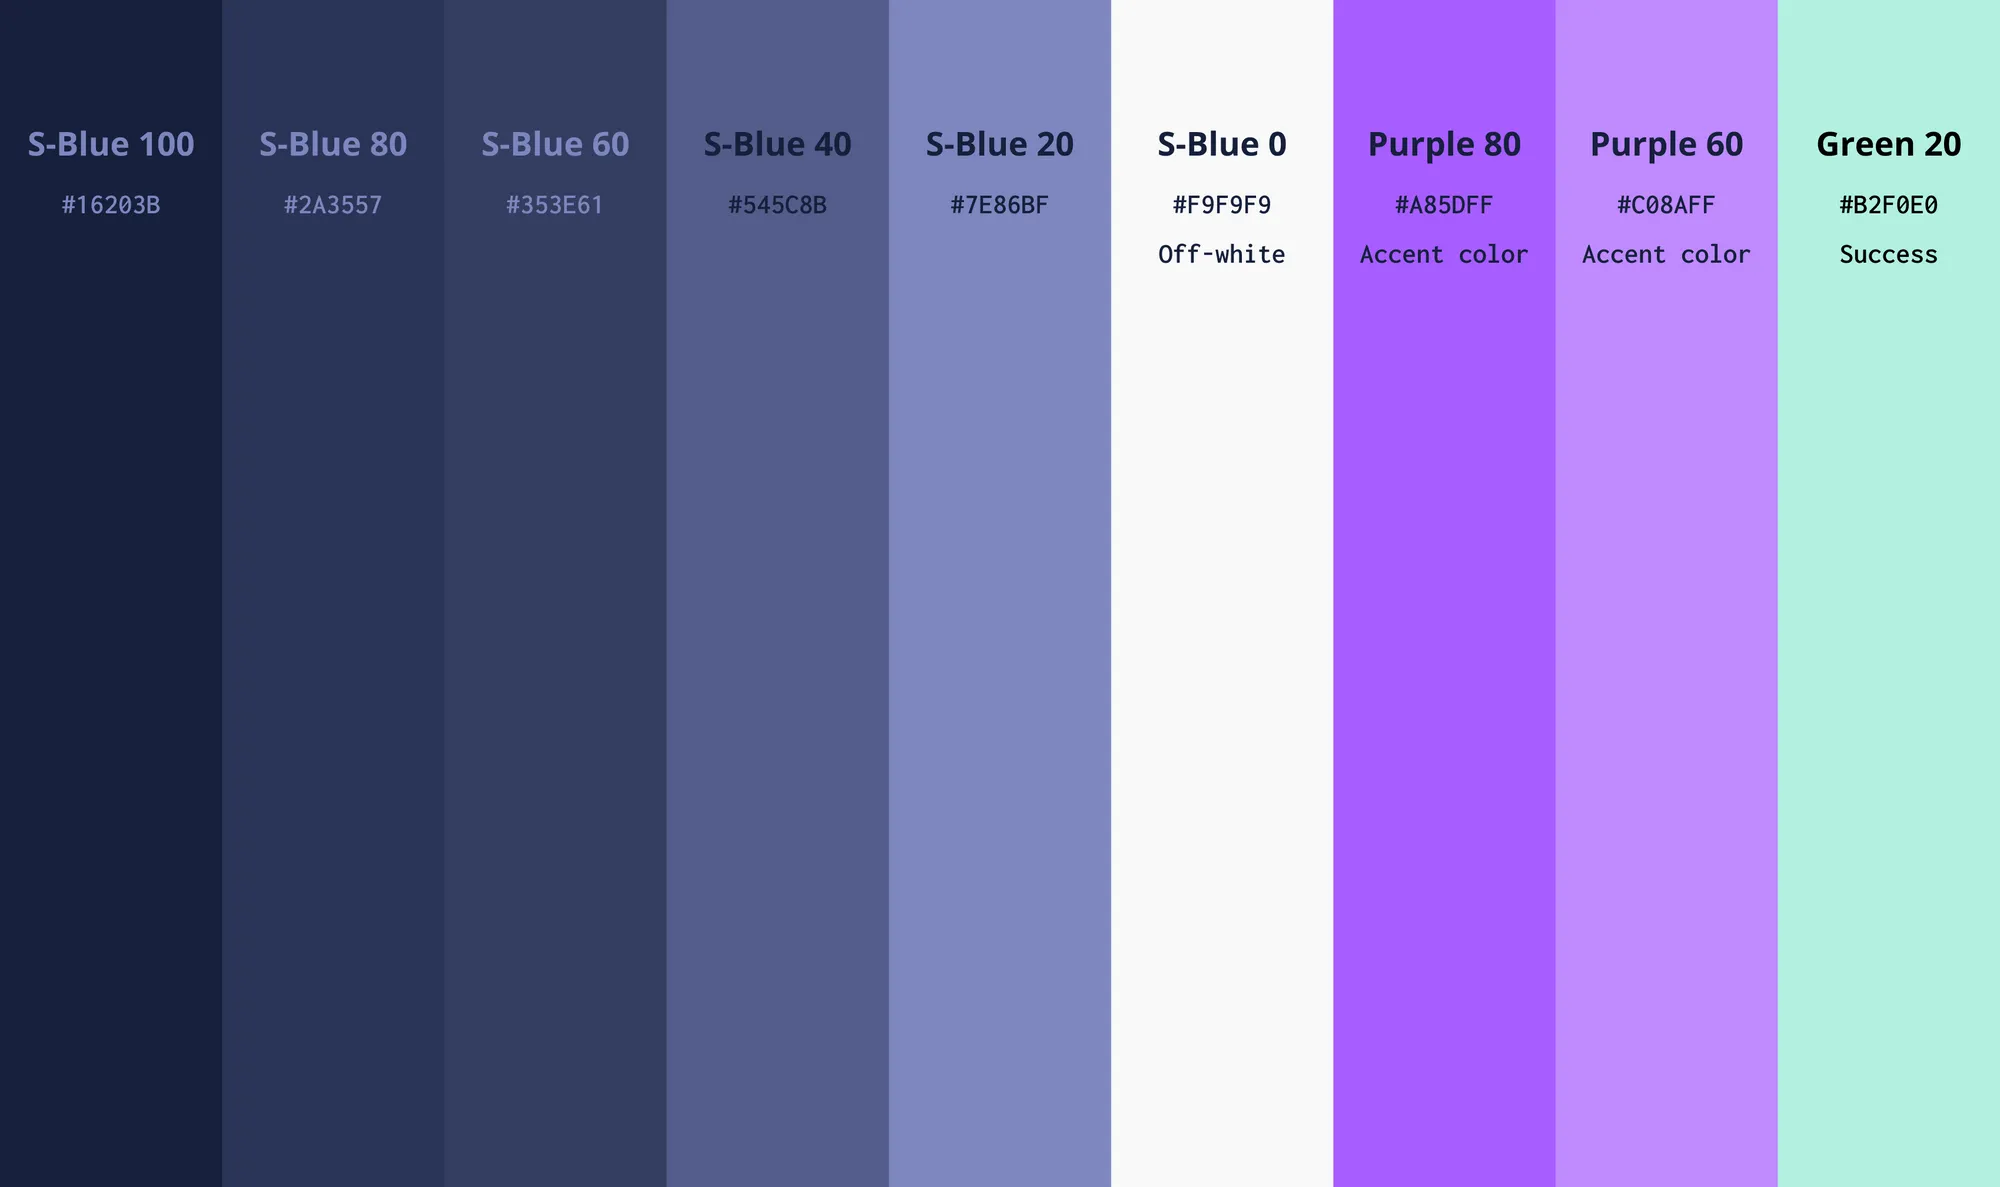 S-Blue 100
#16203B
S-Blue 80
#2A3557
S-Blue 60
#353E61
S-Blue 40
#545C8B
S-Blue 20
#7E86BF
S-Blue 0
#F9F9F9
Off-white
Purple 80
#A85DFF
Accent color
Purple 60
#C08AFF
Accent color
Green 20
#B2F0E0
Success